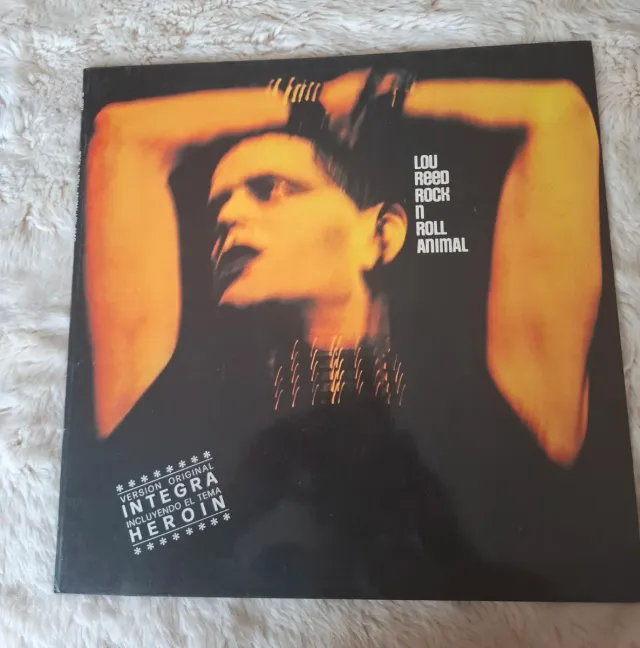 LOU
REED
ROCK
N
ROLL
ANIMAL
********
VERSION ORIGINAL
INTEGRA
INCLUYENDO EL TEMA
HEROIN
********